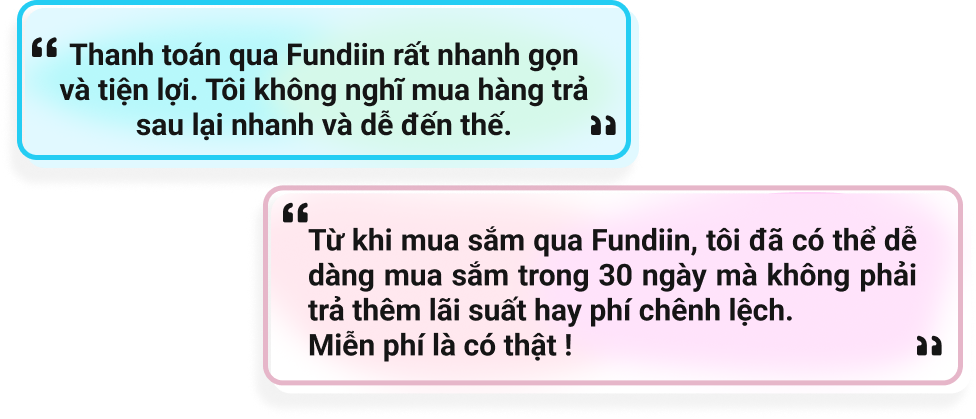 “ Thanh toán qua Fundiin rất nhanh gọn
và tiện lợi. Tôi không nghĩ mua hàng trả
sau lại nhanh và dễ đến thế. ”
“ Từ khi mua sắm qua Fundiin, tôi đã có thể dễ
dàng mua sắm trong 30 ngày mà không phải
trả thêm lãi suất hay phí chênh lệch.
Miễn phí là có thật ! ”